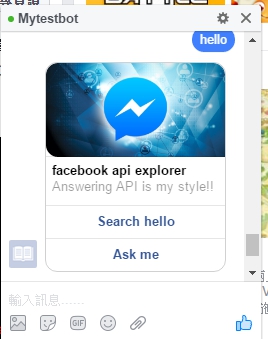 Mytestbot
hello
facebook api explorer
Answering API is my style!!
Search hello
Ask me
輸入訊息......
GIF